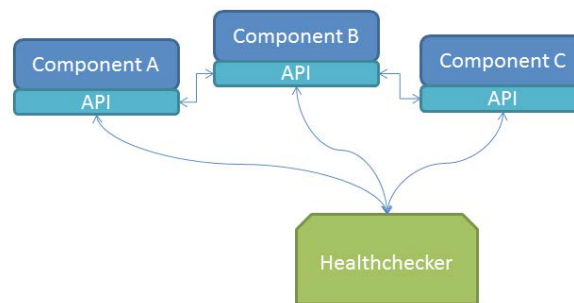 Component A
API
Component B
API
Component C
API
Healthchecker